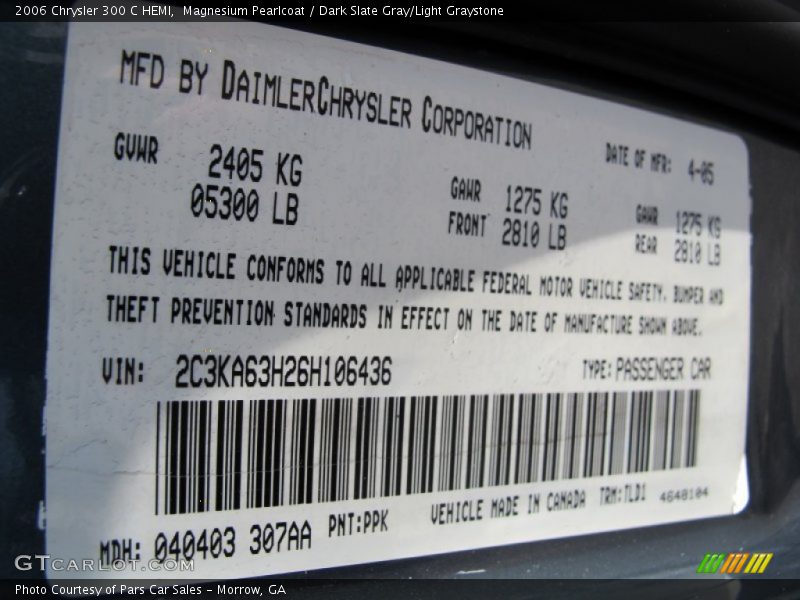 2006 Chrysler 300 C HEMI, Magnesium Pearlcoat / Dark Slate Gray/Light Graystone
MFD BY DAIMLERCHRYSLER CORPORATION
DATE OF MFR: 4-05
GVWR 2405 KG
05300 LB
GAWR FRONT 1275 KG
2810 LB
GAWR REAR 1275 KG
2810 LB
THIS VEHICLE CONFORMS TO ALL APPLICABLE FEDERAL MOTOR VEHICLE SAFETY, BUMPER AND
THEFT PREVENTION STANDARDS IN EFFECT ON THE DATE OF MANUFACTURE SHOWN ABOVE.
VIN: 2C3KA63H26H106436 TYPE: PASSENGER CAR
MDH: 040403 307AA PNT:PPK VEHICLE MADE IN CANADA TRM:TLD1 4648104
GTCARLOT.COM
Photo Courtesy of Pars Car Sales - Morrow, GA